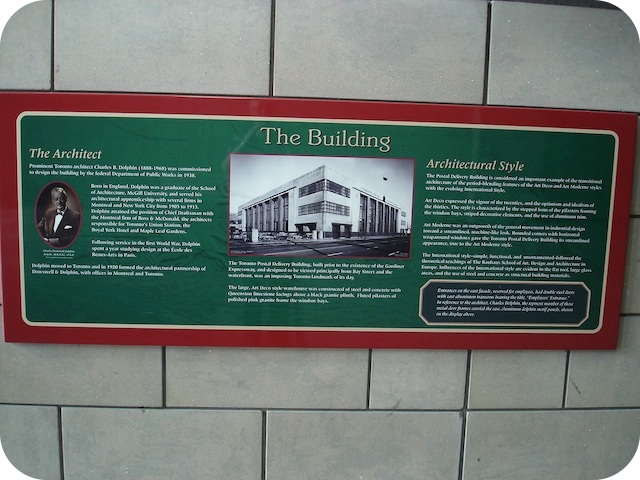 The Building
The Architect
Prominent Toronto architect Charles B. Dolphin (1888-1968) was commissioned
to design the building by the federal Department of Public Works in 1938.
Born in England, Dolphin was a graduate of the School
of Architecture, McGill University, and served his
architectural apprenticeship with several firms in
Montreal and New York City from 1905 to 1913.
Dolphin attained the position of Chief Draftsman with
the Montreal firm of Ross & McDonald, the architects
responsible for Toronto's Union Station, the
Royal York Hotel and Maple Leaf Gardens.
Following service in the first World War, Dolphin
spent a year studying design at the École des
Beaux-Arts in Paris.
Dolphin moved to Toronto and in 1920 formed the architectural partnership of
& Dolphin, with offices in Montreal and Toronto.
The Toronto Postal Delivery Building, built prior to the existence of the Gardiner
Expressway, and designed to be viewed principally from Bay Street and the
waterfront, was an imposing Toronto landmark of its day.
The large, Art Deco style warehouse was constructed of steel and concrete with
Queenston limestone facings above a black granite plinth. Fluted pilasters of
polished pink granite frame the window bays.
Architectural Style
The Postal Delivery Building is considered an important example of the transitional
architecture of the period-blending features of the Art Deco and Art Moderne styles
with the evolving International Style.
Art Deco expressed the vigour of the twenties, and the optimism and idealism of
the thirties. The style is characterized by the stepped form of the pilasters framing
the window bays, striped decorative elements, and the use of aluminum trim.
Art Moderne was an outgrowth of the general movement in industrial design
toward a streamlined, machine-like look. Rounded corners with horizontal
wraparound windows gave the Toronto Postal Delivery Building its streamlined
appearance, true to the Art Moderne style.
The International style-simple, functional, and unornamented-followed the
theoretical teachings of The Bauhaus School of Art, Design and Architecture in
Europe. Influences of the International style are evident in the flat roof, large glass
areas, and the use of steel and concrete as structural building materials.
Entrances on the east facade, reserved for employees, had double steel doors
with cast aluminum transoms bearing the title, "Employees' Entrance."
In reference to the architect, Charles Dolphin, the topmost member of these
metal door frames carried the cast aluminum dolphin motif panels, shown
on the display above.